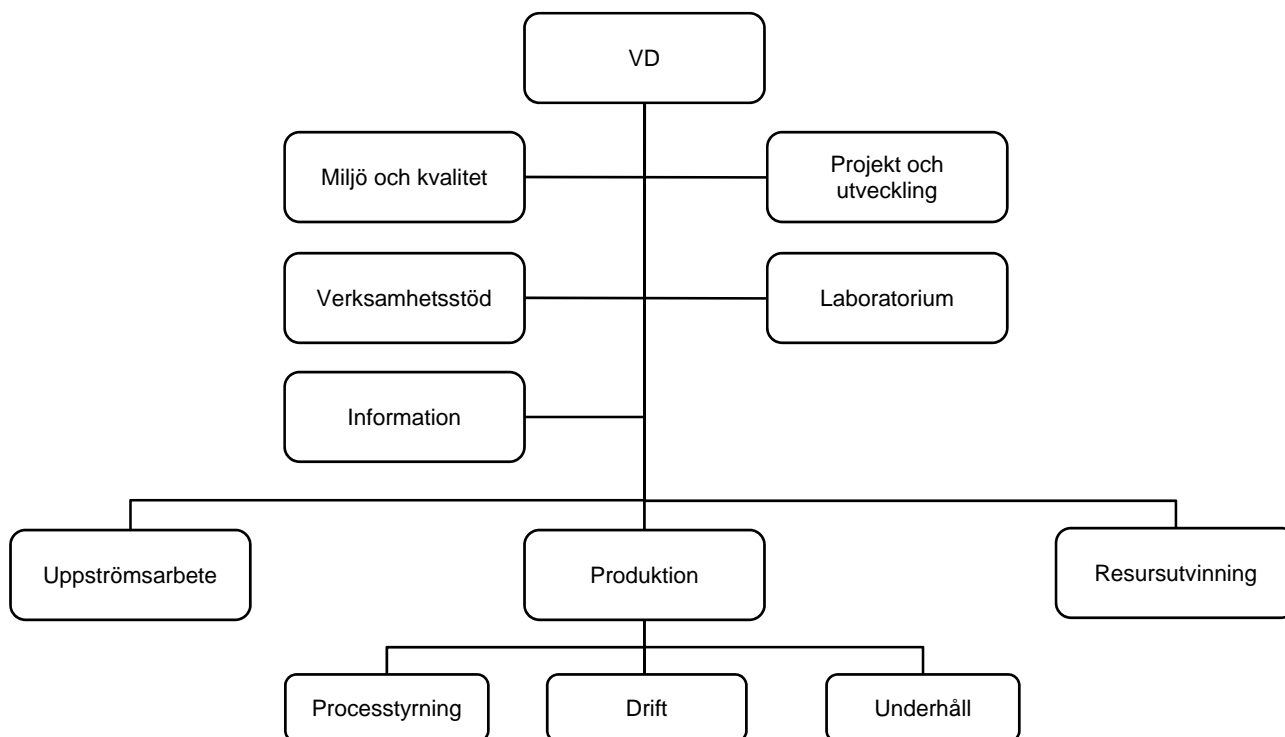 VD
Miljö och kvalitet
Projekt och
utveckling
Verksamhetsstöd
Laboratorium
Information
Uppströmsarbete
Produktion
Resursutvinning
Processtyrning
Drift
Underhåll